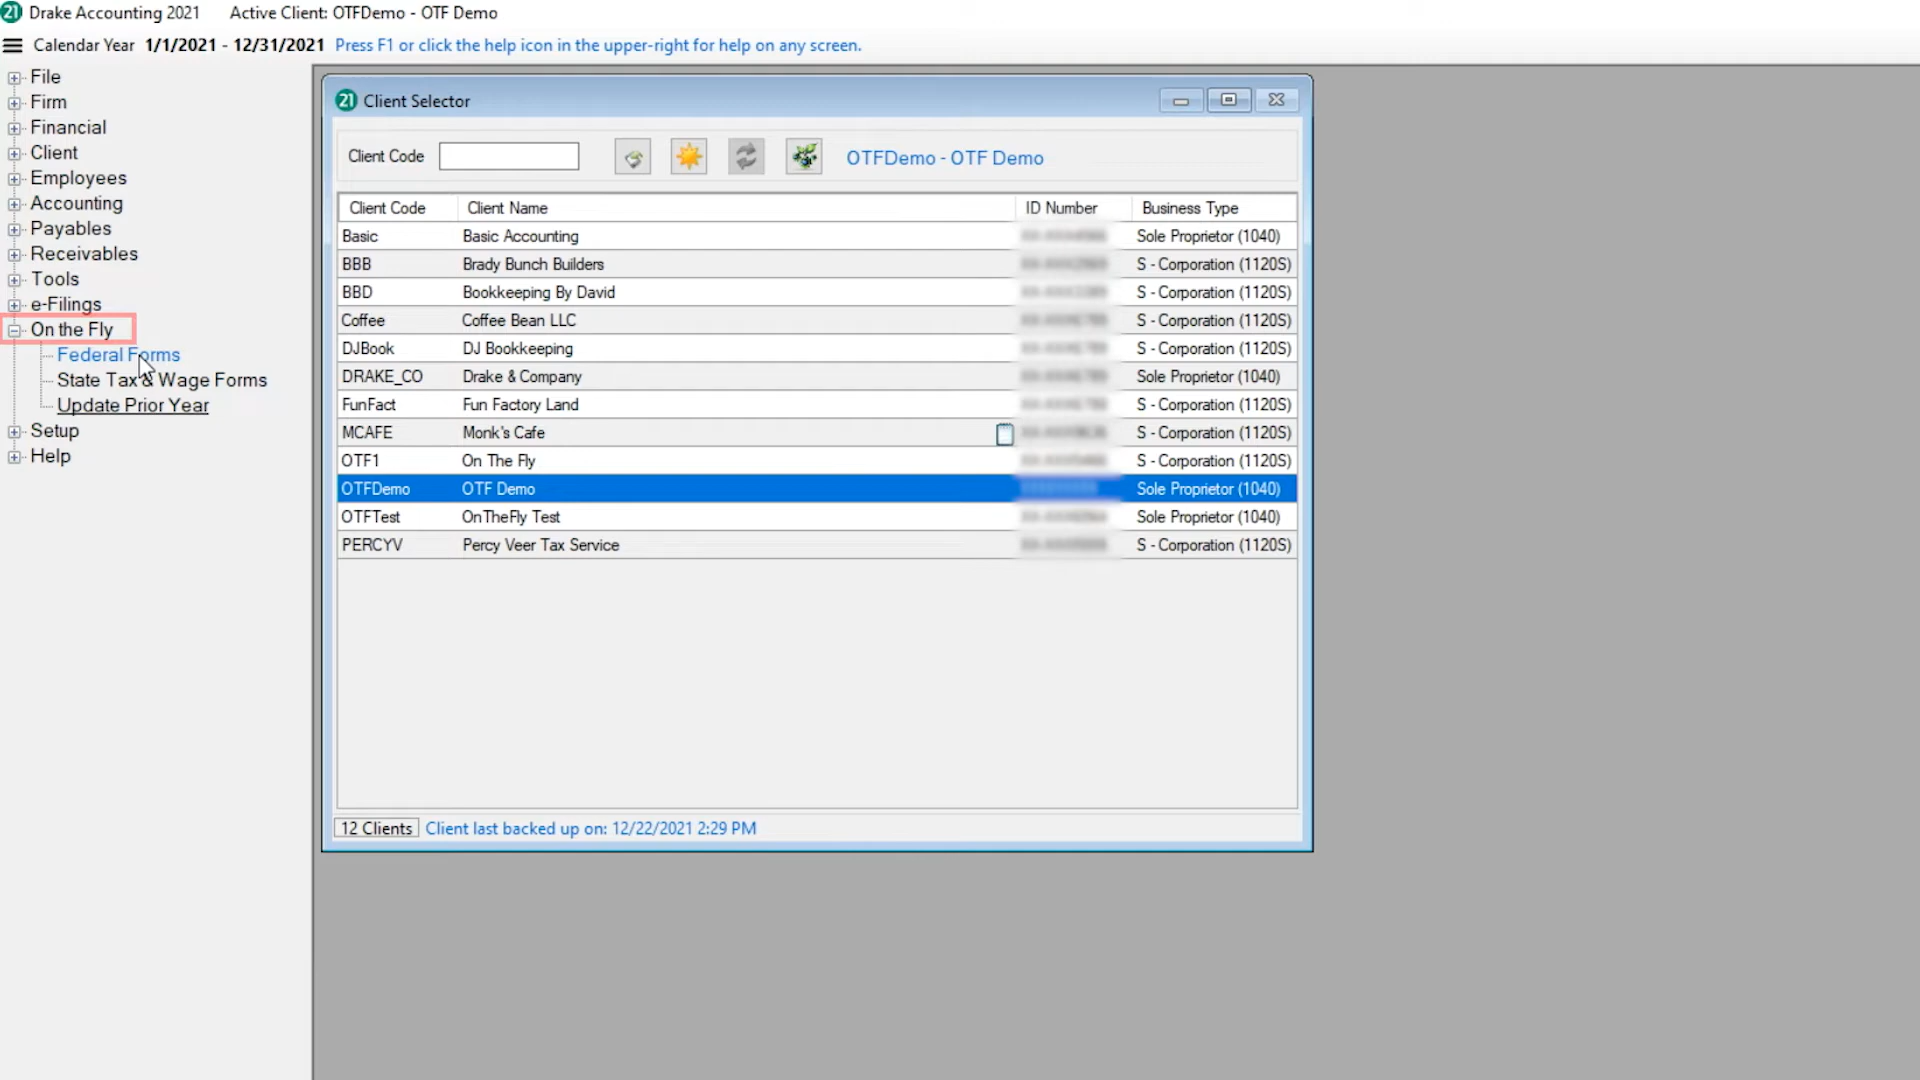 21 Drake Accounting 2021 Active Client: OTFDemo - OTF Demo
Calendar Year 1/1/2021 - 12/31/2021 Press F1 or click the help icon in the upper-right for help on any screen.
File
Firm
Financial
Client
Employees
Accounting
Payables
Receivables
Tools
e-Filings
On the Fly
Federal Forms
State Tax & Wage Forms
Update Prior Year
Setup
Help
21 Client Selector
Client Code OTFDemo - OTF Demo
Client Code Client Name ID Number Business Type
Basic Basic Accounting Sole Proprietor (1040)
BBB Brady Bunch Builders S - Corporation (1120S)
BBD Bookkeeping By David S - Corporation (1120S)
Coffee Coffee Bean LLC S - Corporation (1120S)
DJBook DJ Bookkeeping S - Corporation (1120S)
DRAKE_CO Drake & Company Sole Proprietor (1040)
FunFact Fun Factory Land S - Corporation (1120S)
MCAFE Monk's Cafe S - Corporation (1120S)
OTF1 On The Fly S - Corporation (1120S)
OTFDemo OTF Demo Sole Proprietor (1040)
OTFTest OnTheFly Test Sole Proprietor (1040)
PERCYV Percy Veer Tax Service S - Corporation (1120S)
12 Clients Client last backed up on: 12/22/2021 2:29 PM